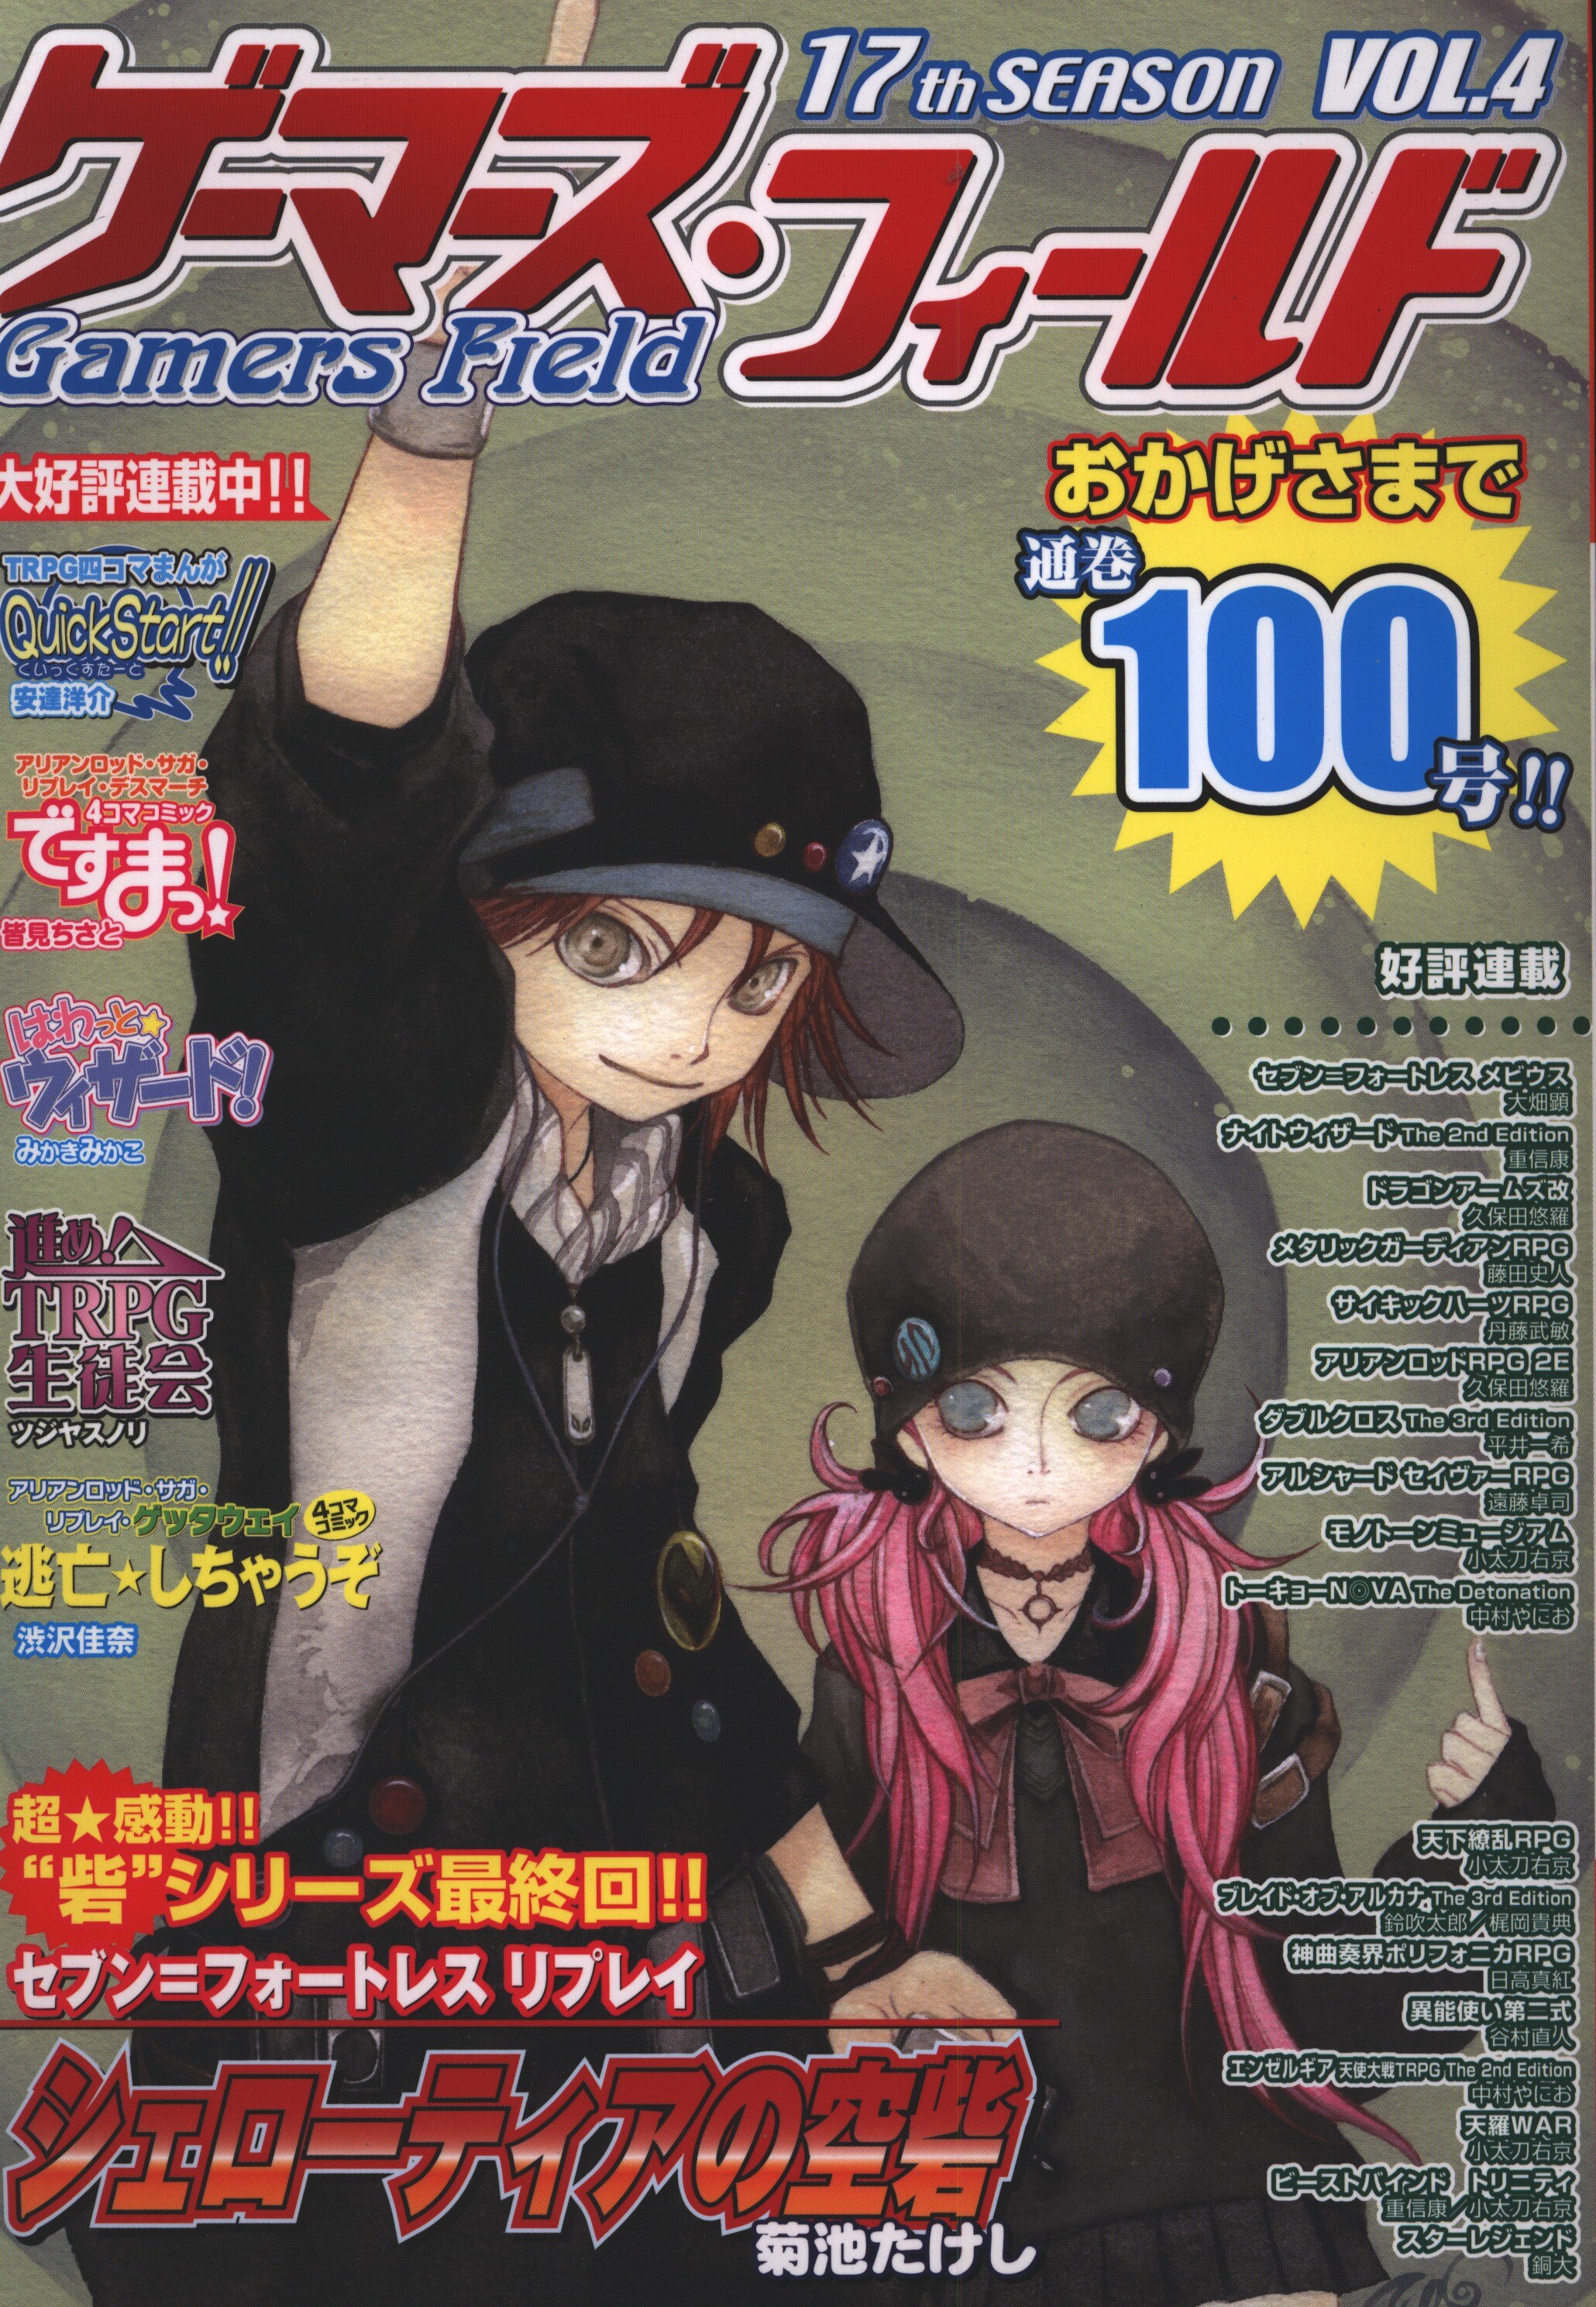 17th SEASON VOL.4
ゲーマーズ・フィールド
Gamers Field
大好評連載中!!
TRPG四コマまんが
QuickStart!!
くいっくすたーと
安達洋介
アリアンロッド・サガ・
リプレイ・デスマーチ
4コマコミック
ですまっ!
皆見ちさと
はわっと☆
ウィザード!
みかきみかこ
進め!
TRPG
生徒会
ツジヤスノリ
アリアンロッド・サガ・
リプレイ・ゲッタウェイ
4コマ
コミック
逃亡★しちゃうぞ
渋沢佳奈
超★感動!!
“砦”シリーズ最終回!!
セブン=フォートレス リプレイ
シェローティアの空砦
菊池たけし
おかげさまで
通巻
100
号!!
好評連載
セブン=フォートレス メビウス
大畑顕
ナイトウィザード The 2nd Edition
重信康
ドラゴンアームズ改
久保田悠羅
メタリックガーディアンRPG
藤田史人
サイキックハーツRPG
丹藤武敏
アリアンロッドRPG 2E
久保田悠羅
ダブルクロス The 3rd Edition
平井一希
アルシャード セイヴァーRPG
遠藤卓司
モノトーンミュージアム
小太刀右京
トーキョーN◎VA The Detonation
中村やにお
天下繚乱RPG
小太刀右京
ブレイド・オブ・アルカナ The 3rd Edition
鈴吹太郎／梶岡貴典
神曲奏界ポリフォニカRPG
日高真紅
異能使い第二式
谷村直人
エンゼルギア 天使大戦TRPG The 2nd Edition
中村やにお
天羅WAR
小太刀右京
ビーストバインド トリニティ
重信康／小太刀右京
スターレジェンド
銅大